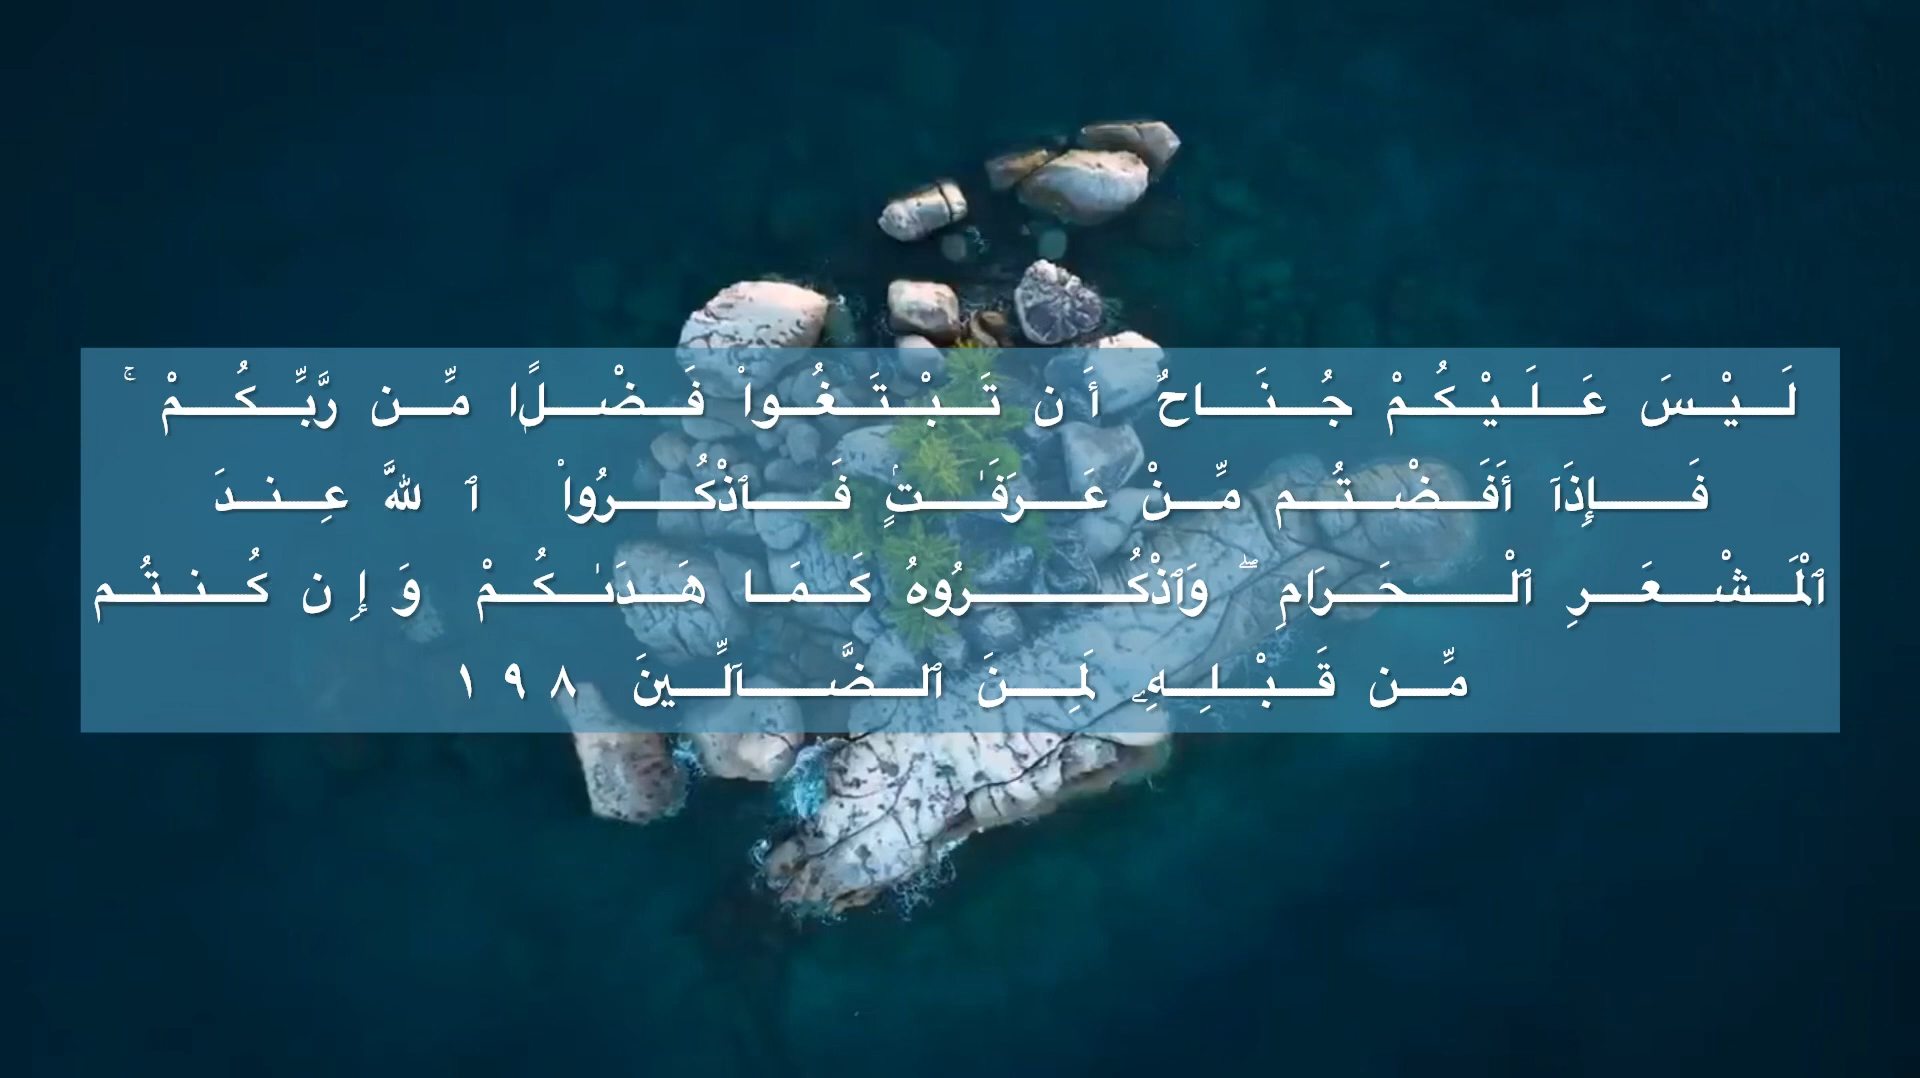 لَيْسَ عَلَيْكُمْ جُنَاحٌ أَن تَبْتَغُواْ فَضْلًا مِّن رَّبِّكُمْ ۚ
فَإِذَآ أَفَضْتُم مِّنْ عَرَفَٰتٍ فَٱذْكُرُواْ ٱللَّهَ عِندَ
ٱلْمَشْعَرِ ٱلْحَرَامِ ۖ وَٱذْكُرُوهُ كَمَا هَدَىٰكُمْ وَإِن كُنتُم
مِّن قَبْلِهِۦ لَمِنَ ٱلضَّآلِّينَ ١٩٨